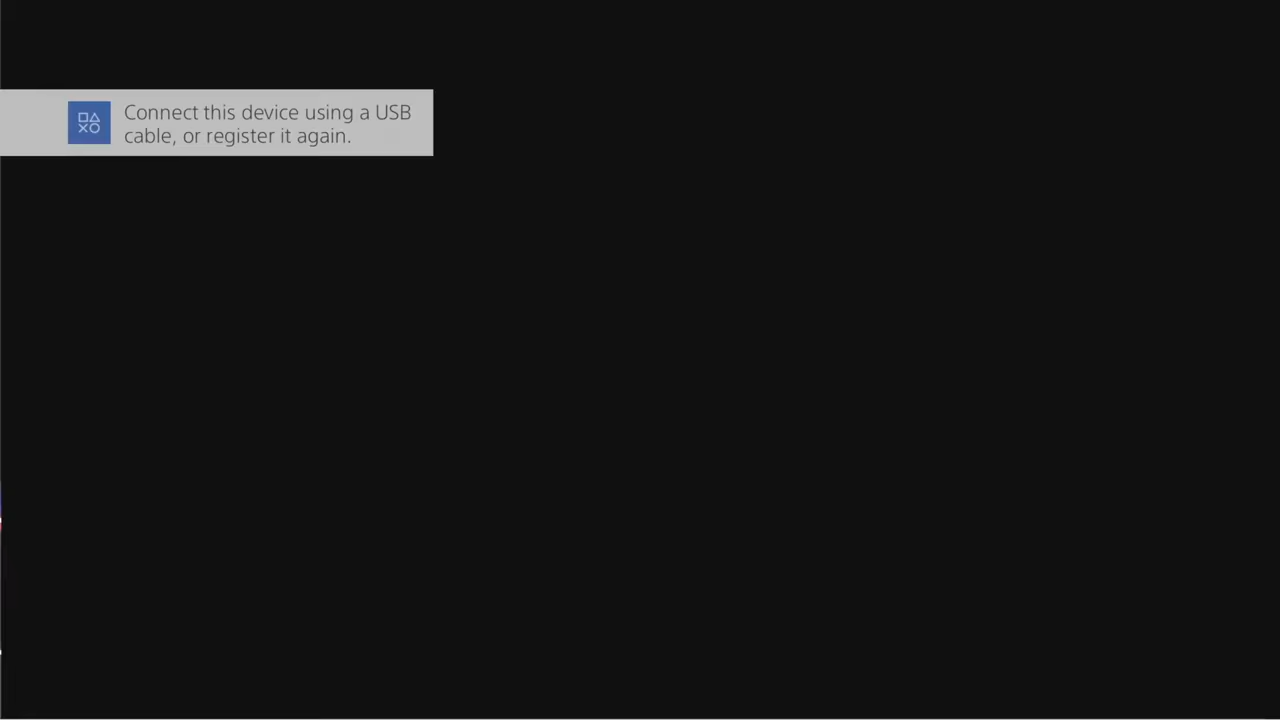 Connect this device using a USB
cable, or register it again.